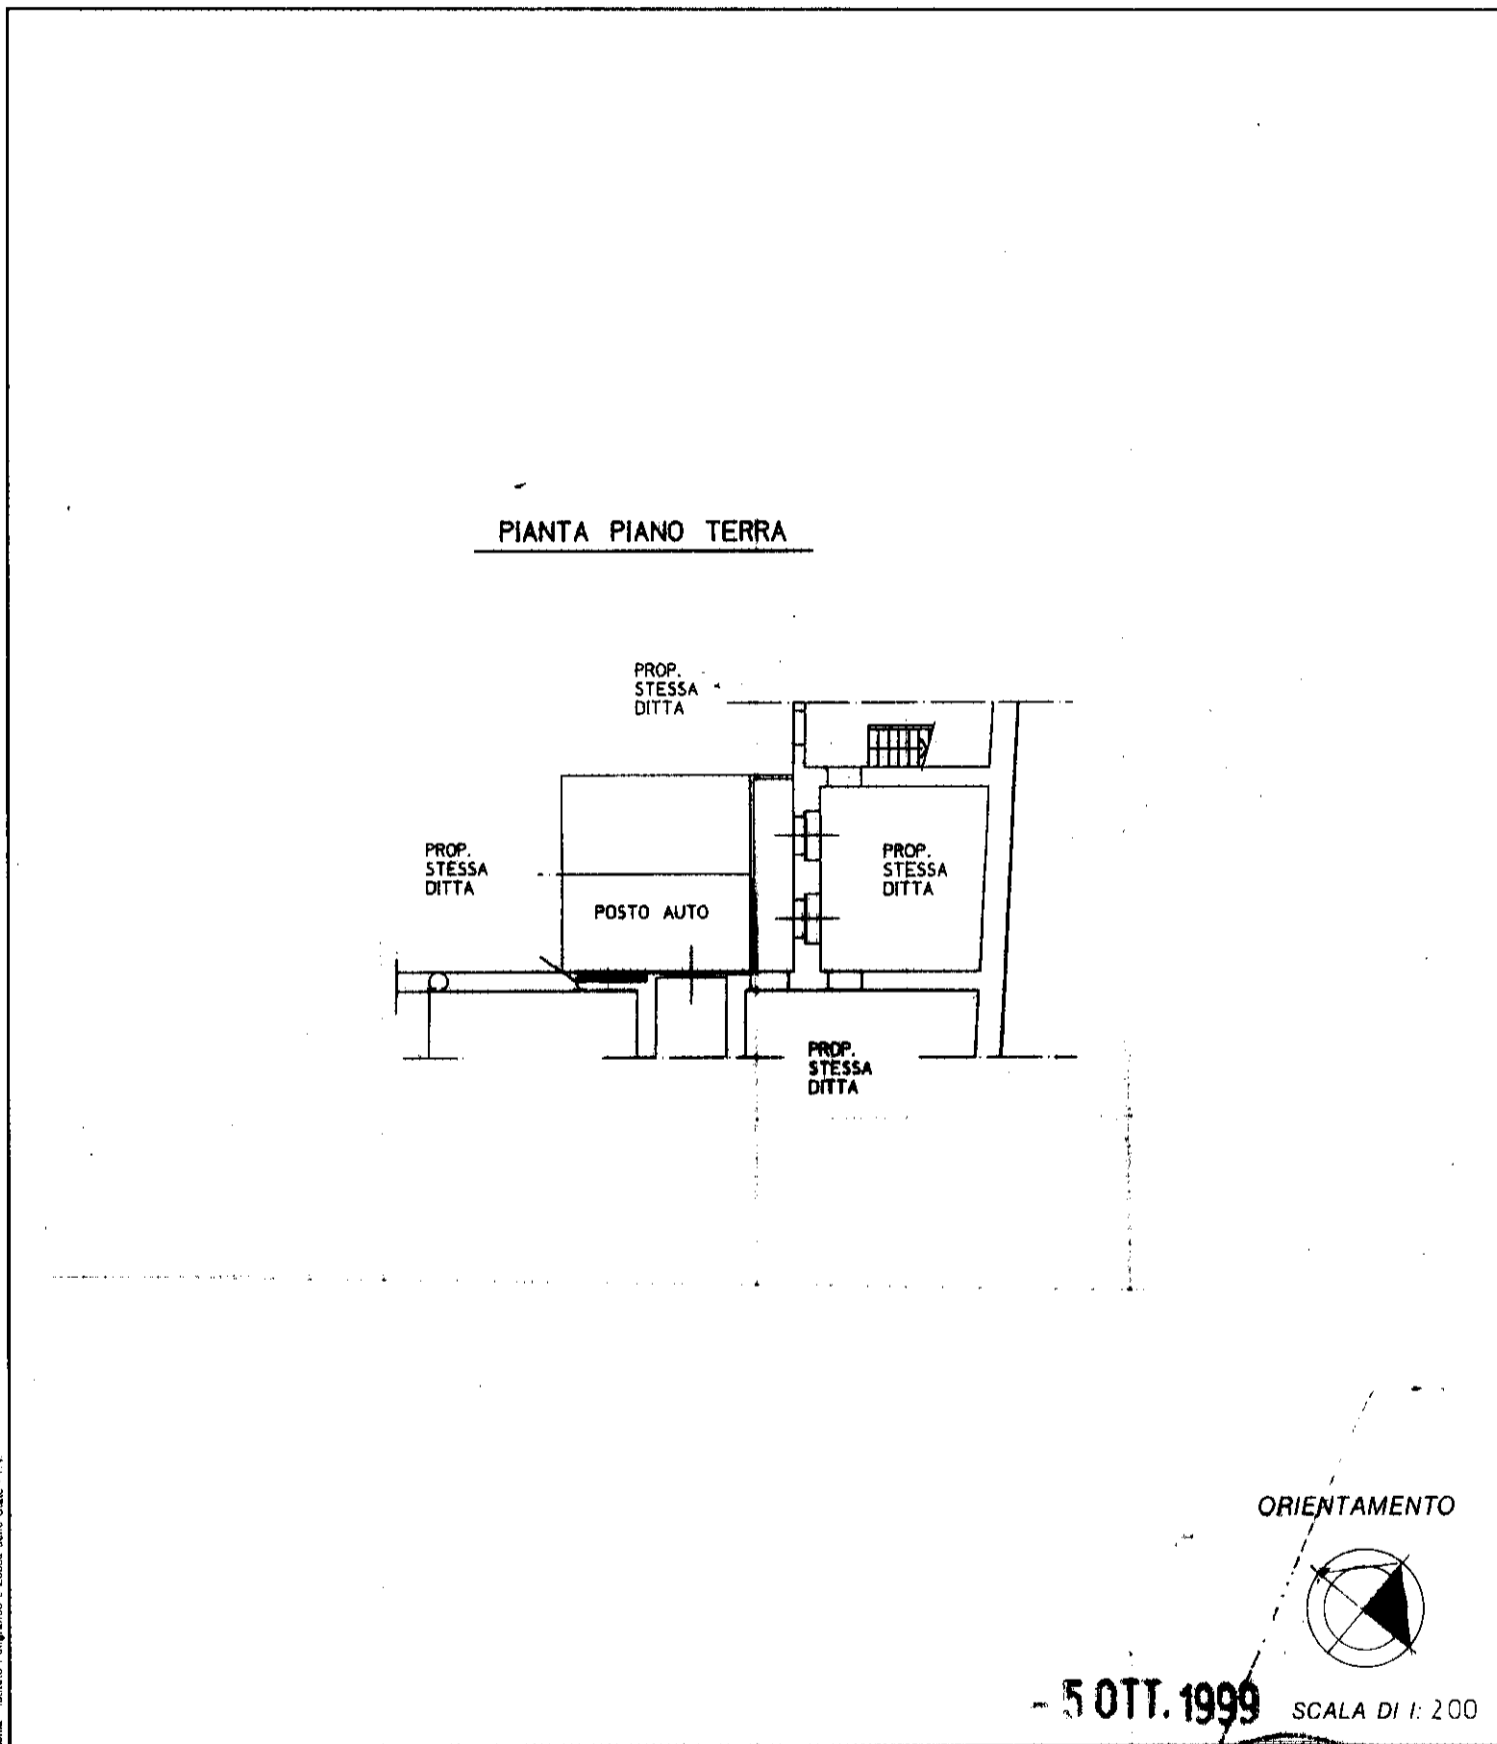 PIANTA PIANO TERRA
PROP.
STESSA
DITTA
PROP.
STESSA
DITTA
PROP.
STESSA
DITTA
POSTO AUTO
PROP.
STESSA
DITTA
ORIENTAMENTO
- 5 OTT. 1999
SCALA DI 1: 200